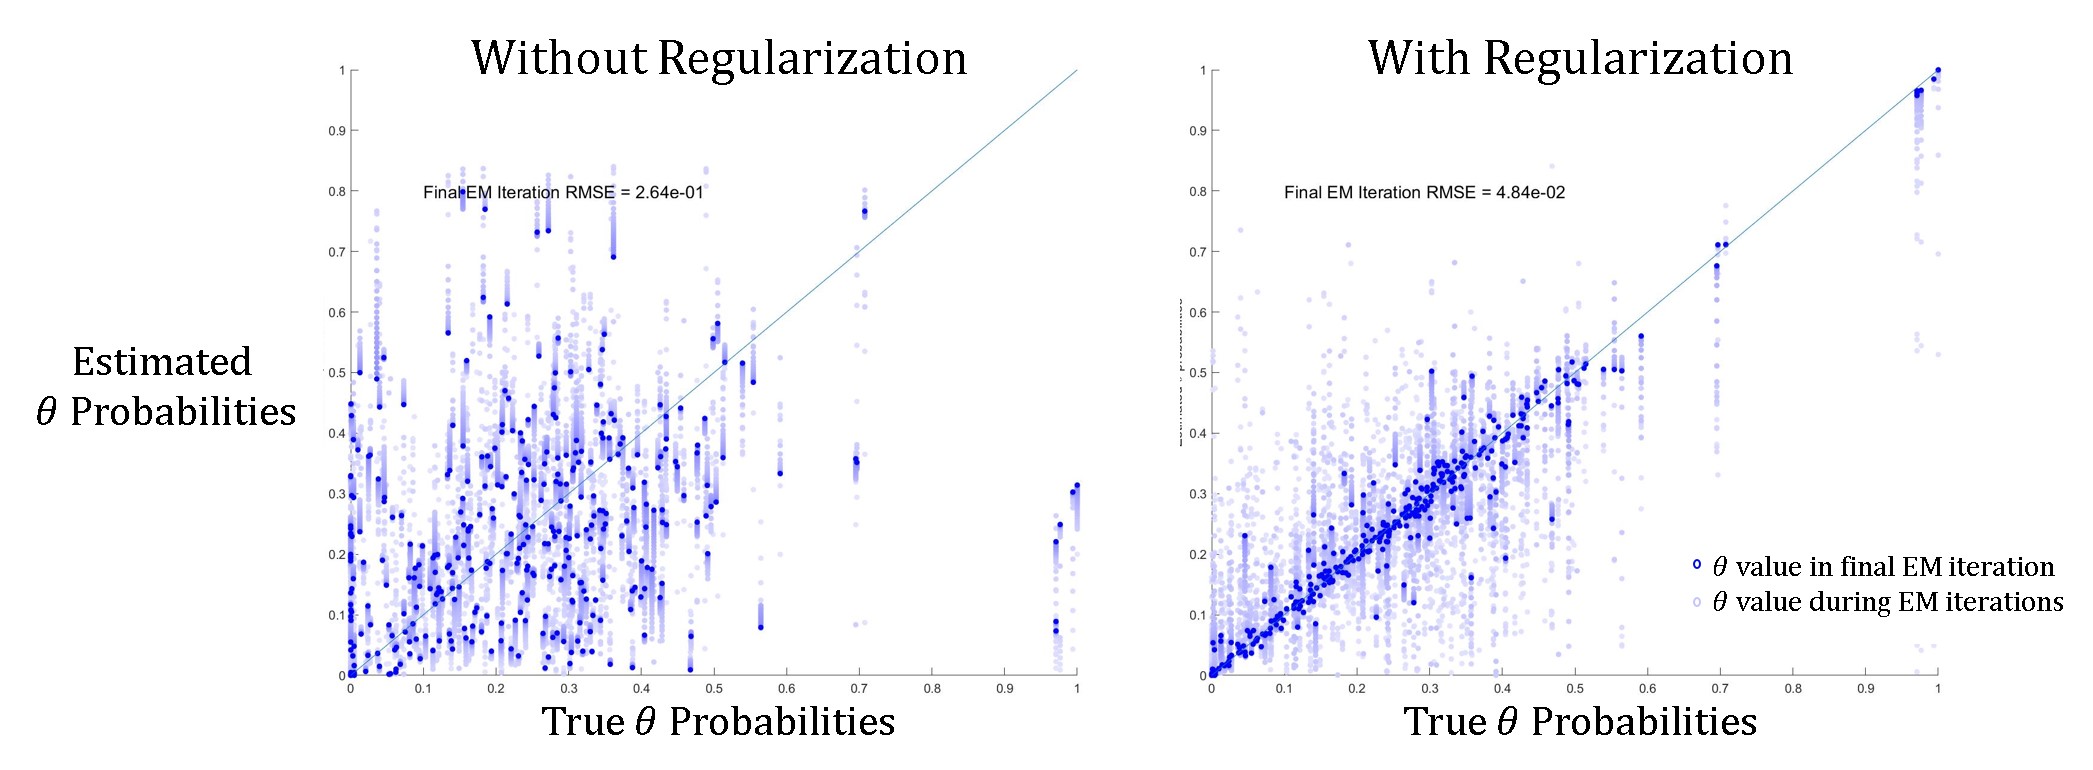 Without Regularization
With Regularization
1
0.9
0.8
0.7
0.6
0.5
0.4
0.3
0.2
0.1
0
Final EM Iteration RMSE = 2.64e-01
0 0.1 0.2 0.3 0.4 0.5 0.6 0.7 0.8 0.9 1
Estimated
θ Probabilities
True θ Probabilities
1
0.9
0.8
0.7
0.6
0.5
0.4
0.3
0.2
0.1
0
Final EM Iteration RMSE = 4.84e-02
θ value in final EM iteration
θ value during EM iterations
0 0.1 0.2 0.3 0.4 0.5 0.6 0.7 0.8 0.9 1
True θ Probabilities